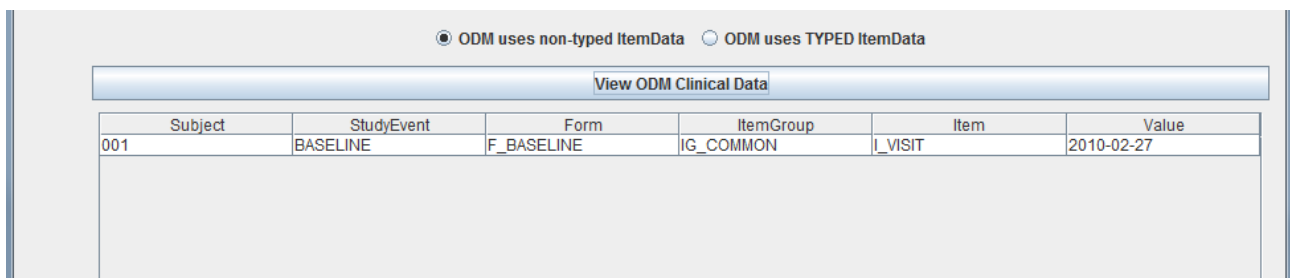 ODM uses non-typed ItemData ODM uses TYPED ItemData
View ODM Clinical Data
Subject StudyEvent Form ItemGroup Item Value
001 BASELINE F_BASELINE IG_COMMON I_VISIT 2010-02-27